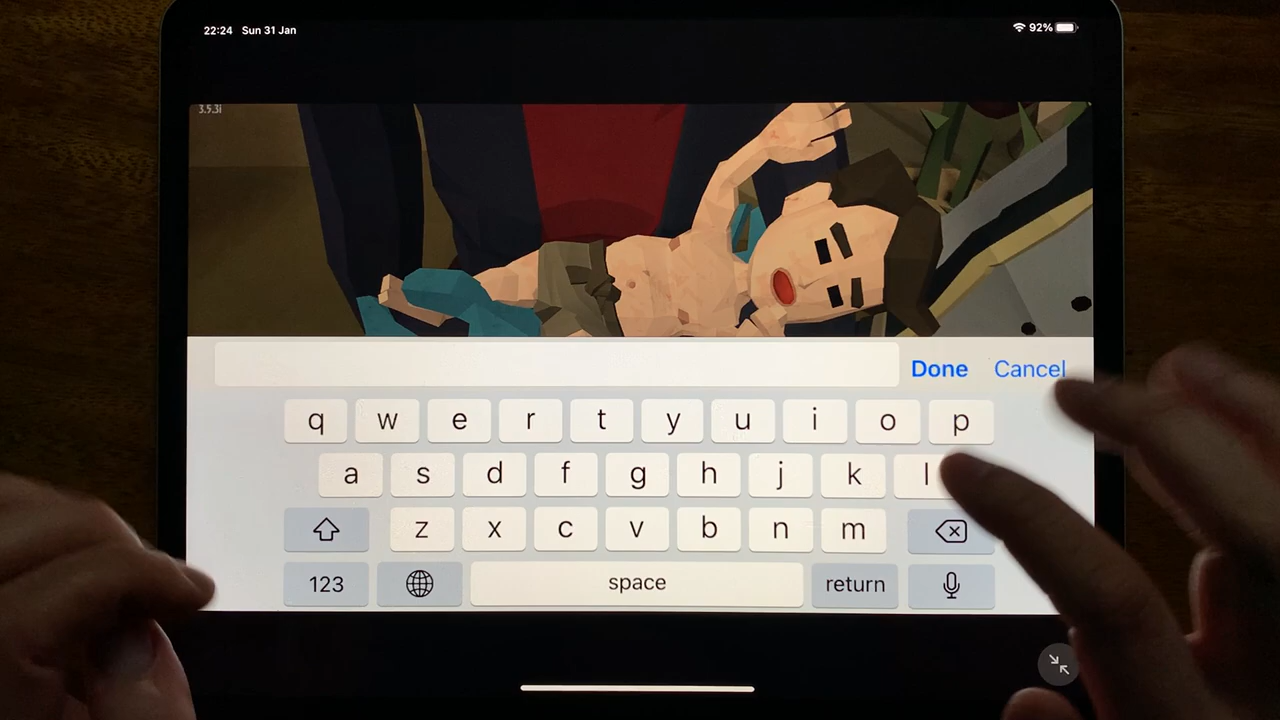 22:24 Sun 31 Jan 92%
3.5.3i
Done Cancel
q w e r t y u i o p
a s d f g h j k l
z x c v b n m
123 space return